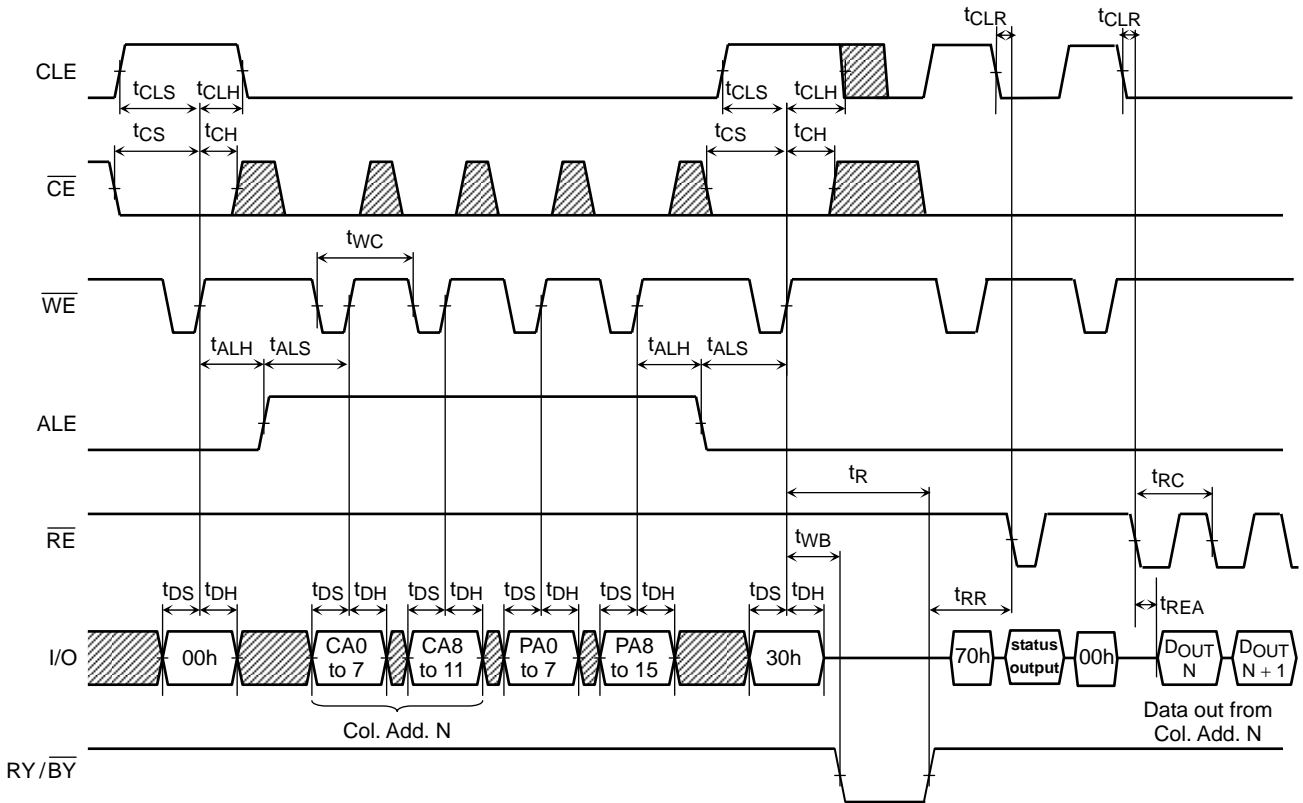 tCLR tCLR
CLE
tCLS tCLH tCLS tCLH
tCS tCH tCS tCH
CE
tWC
WE
tALH tALS tALH tALS
ALE
tR
tRC
RE
tWB
tDS tDH tDS tDH tDS tDH tDS tDH tDS tDH tDS tDH
tRR
tREA
I/O
00h
CA0 to 7
CA8 to 11
PA0 to 7
PA8 to 15
30h
70h
status output
00h
DOUT N
DOUT N + 1
Col. Add. N
Data out from
Col. Add. N
RY/BY